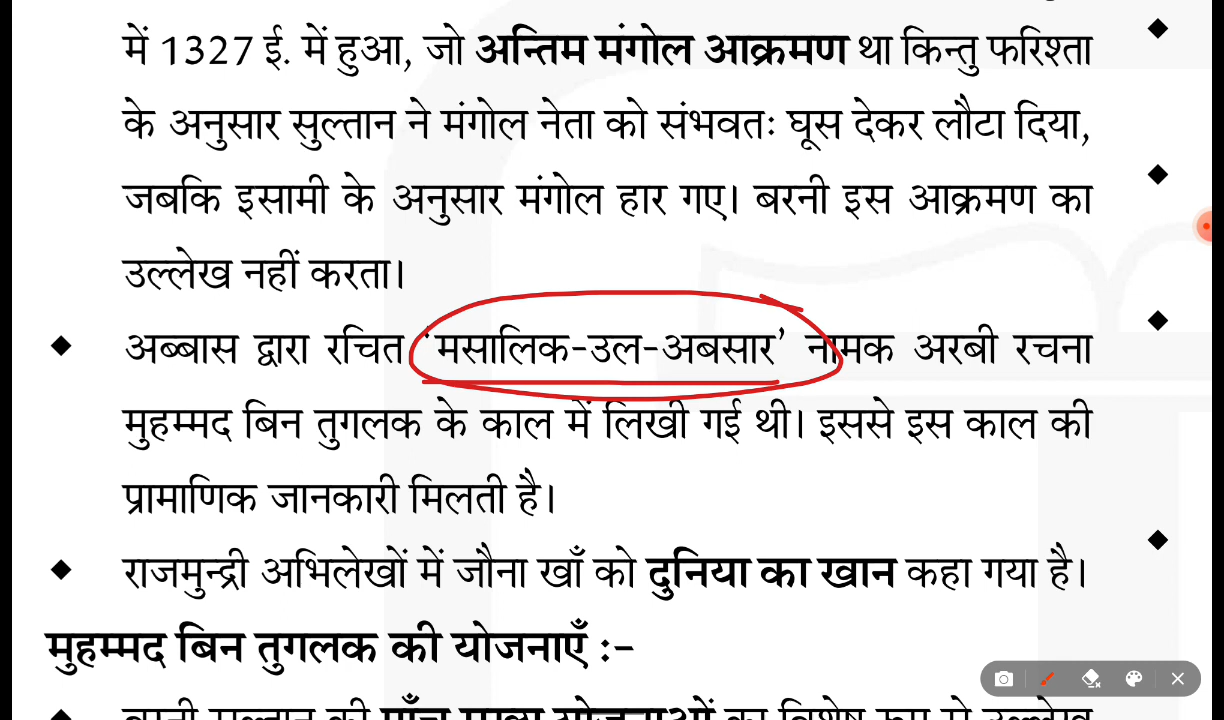 में 1327 ई. में हुआ, जो अन्तिम मंगोल आक्रमण था किन्तु फरिश्ता
के अनुसार सुल्तान ने मंगोल नेता को संभवतः घूस देकर लौटा दिया,
जबकि इसामी के अनुसार मंगोल हार गए। बरनी इस आक्रमण का
उल्लेख नहीं करता।
◆ अब्बास द्वारा रचित ‘मसालिक-उल-अबसार’ नामक अरबी रचना
मुहम्मद बिन तुगलक के काल में लिखी गई थी। इससे इस काल की
प्रामाणिक जानकारी मिलती है।
◆ राजमुन्द्री अभिलेखों में जौना खाँ को दुनिया का खान कहा गया है।
मुहम्मद बिन तुगलक की योजनाएँ :-